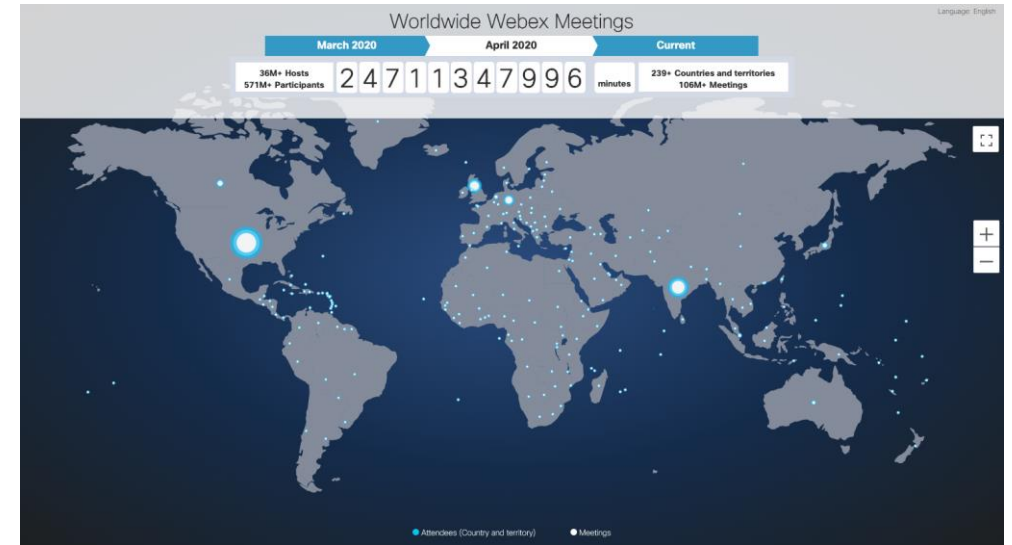 Language: English
Worldwide Webex Meetings
March 2020
April 2020
Current
36M+ Hosts
571M+ Participants
24711347996
minutes
239+ Countries and territories
106M+ Meetings
Attendees (Country and territory)
Meetings